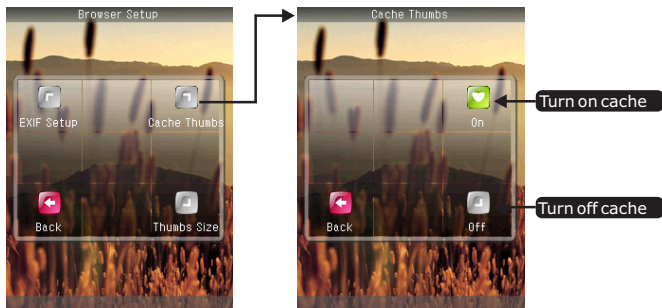 Browser Setup
EXIF Setup
Cache Thumbs
Back
Thumbs Size
Cache Thumbs
On
Back
Off
Turn on cache
Turn off cache